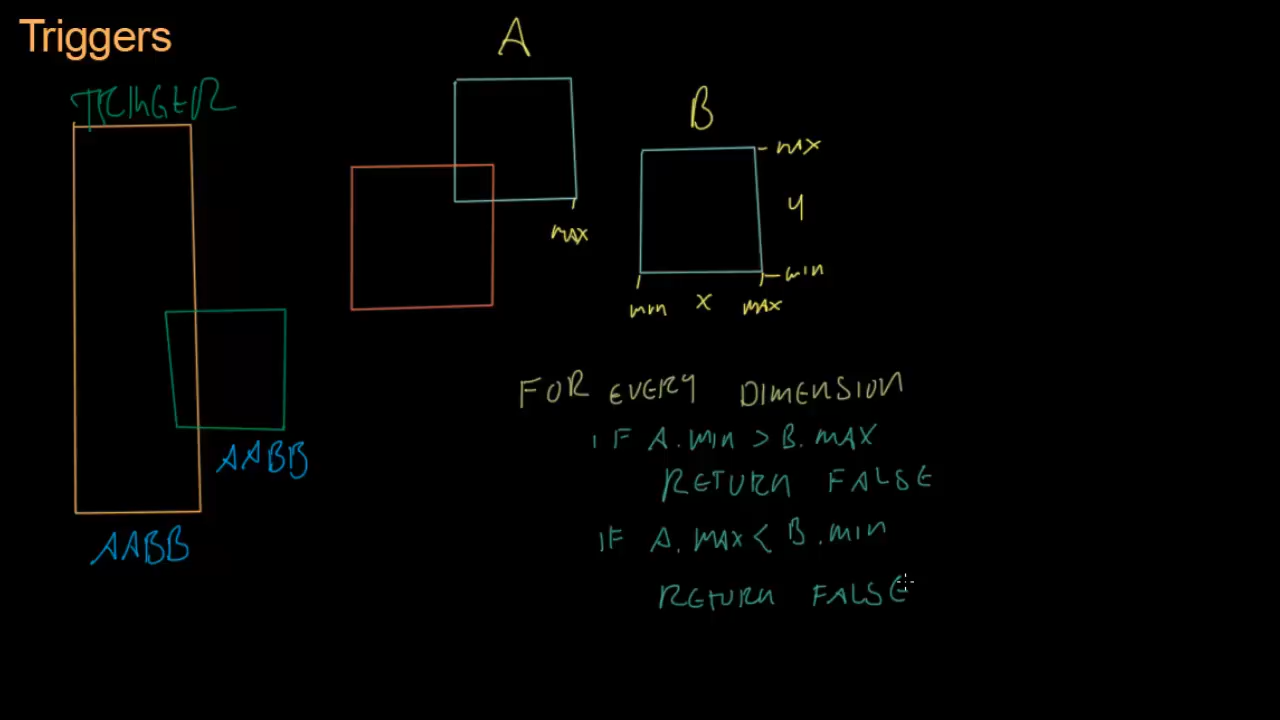 Triggers
TRIGGER
A
B
max
max
y
min
min x max
AABB
AABB
FOR EVERY DIMENSION
IF A.min > B.max
RETURN FALSE
IF A.max < B.min
RETURN FALSE